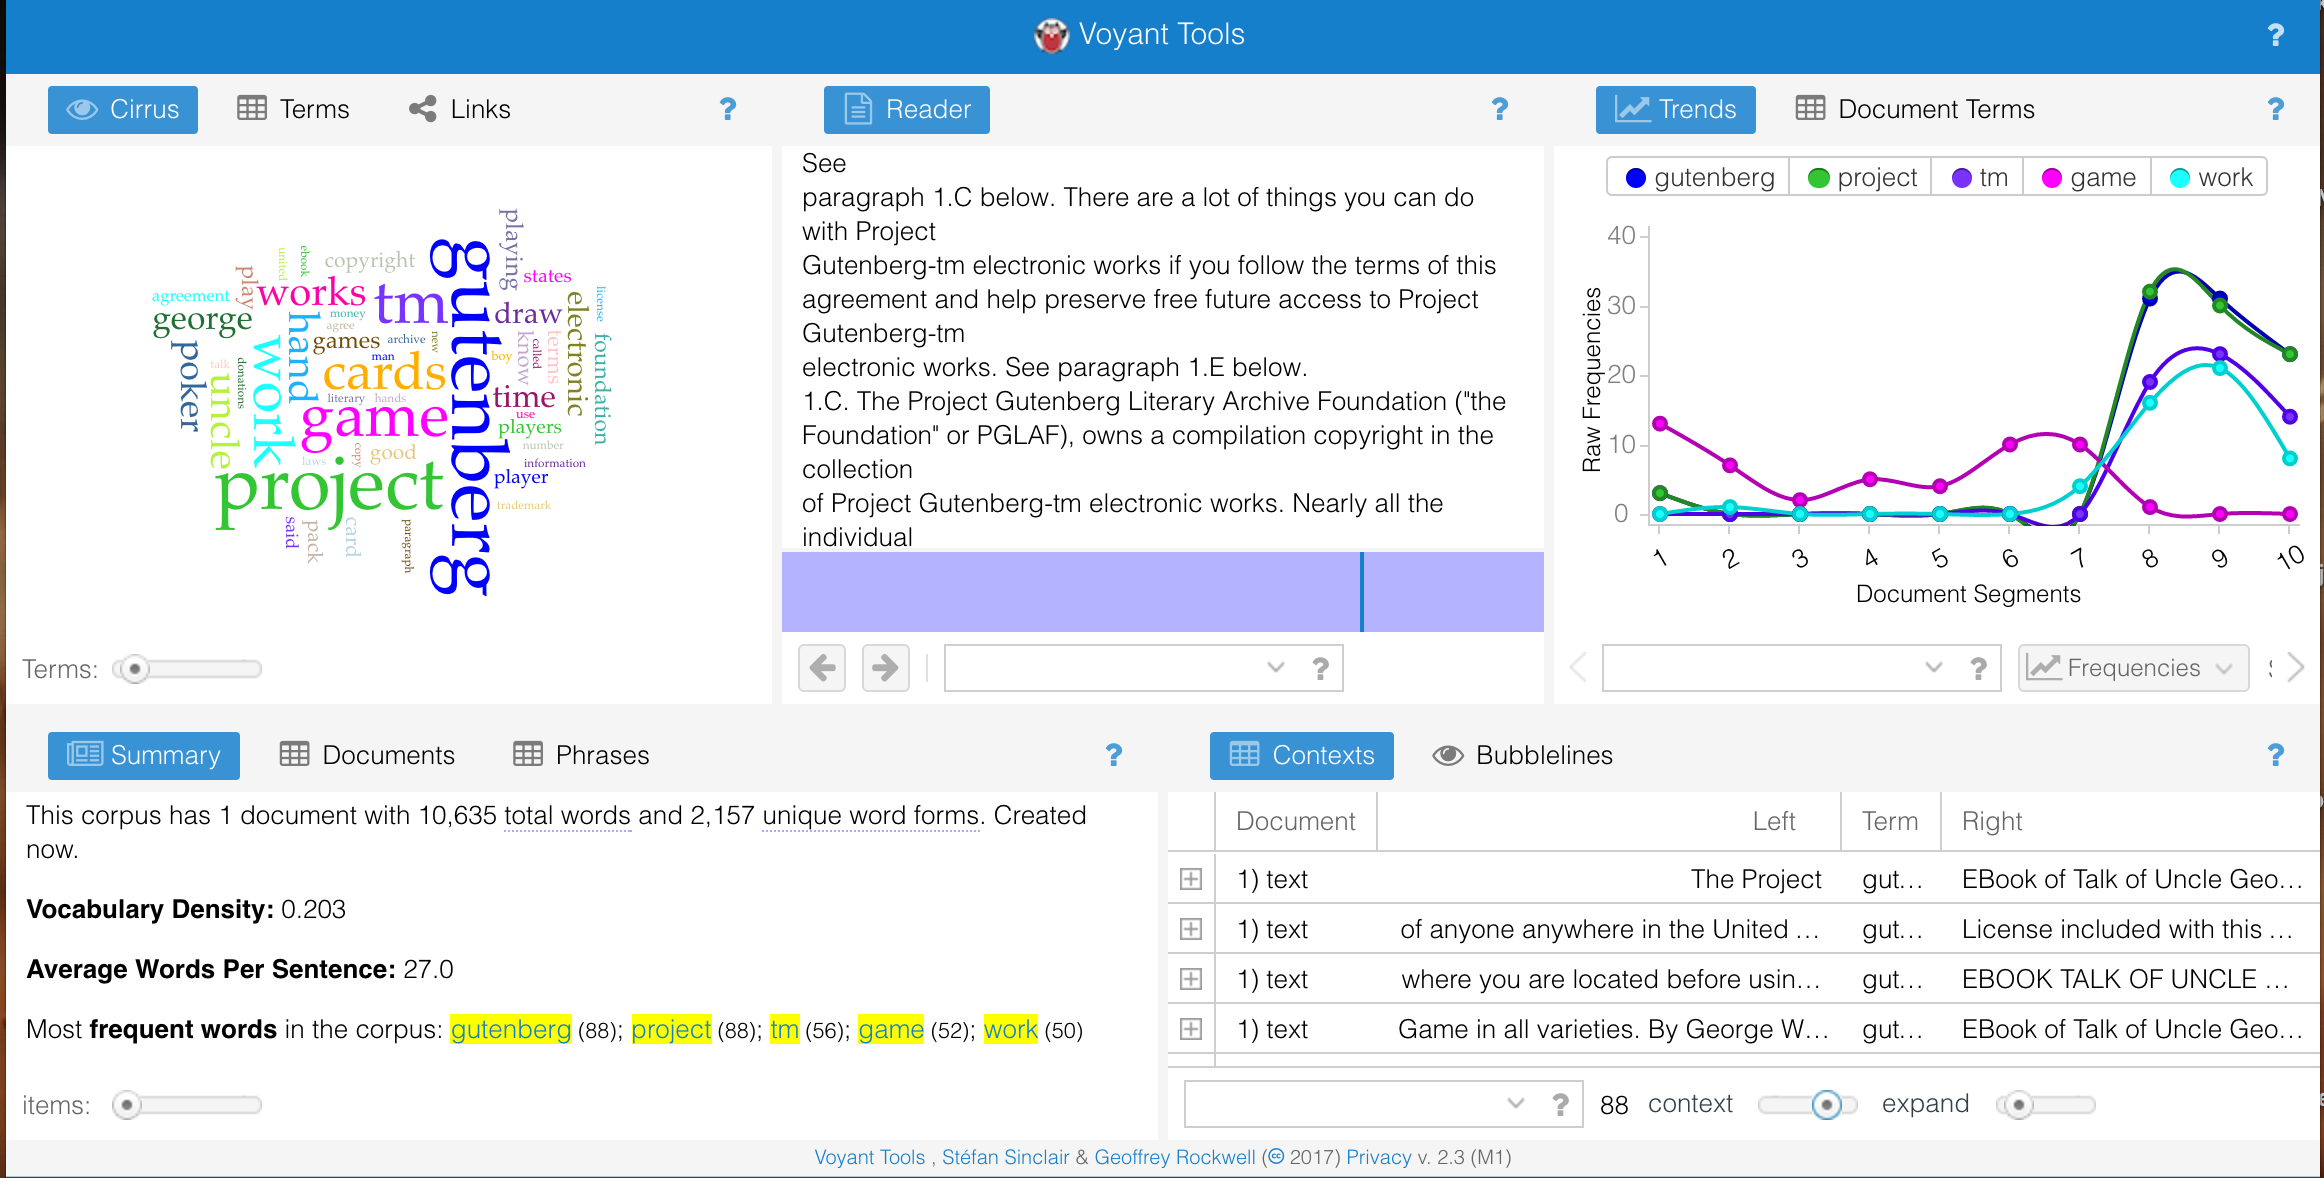 Voyant Tools
?
Cirrus
Terms
Links
?
playing
united
ebook
copyright
gutenberg
states
play
agreement
works
tm
license
george
hand
money
agree
draw
electronic
poker
work
games
archive
new
know
called
terms
foundation
man
boy
talk
uncle
donations
cards
literary
hands
time
use
game
players
number
laws
copy
good
information
project
player
trademark
said
pack
card
paragraph
Terms:
Reader
?
See
paragraph 1.C below. There are a lot of things you can do
with Project
Gutenberg-tm electronic works if you follow the terms of this
agreement and help preserve free future access to Project
Gutenberg-tm
electronic works. See paragraph 1.E below.
1.C. The Project Gutenberg Literary Archive Foundation ("the
Foundation" or PGLAF), owns a compilation copyright in the
collection
of Project Gutenberg-tm electronic works. Nearly all the
individual
?
Trends
Document Terms
?
gutenberg
project
tm
game
work
Raw Frequencies
40
30
20
10
0
1 2 3 4 5 6 7 8 9 10
Document Segments
?
Frequencies
Summary
Documents
Phrases
?
This corpus has 1 document with 10,635 total words and 2,157 unique word forms. Created
now.
Vocabulary Density: 0.203
Average Words Per Sentence: 27.0
Most frequent words in the corpus: gutenberg (88); project (88); tm (56); game (52); work (50)
items:
Contexts
Bubblelines
?
Document Left Term Right
1) text The Project gut... EBook of Talk of Uncle Geo...
1) text of anyone anywhere in the United ... gut... License included with this ...
1) text where you are located before usin... gut... EBOOK TALK OF UNCLE ...
1) text Game in all varieties. By George W... gut... EBook of Talk of Uncle Geo...
? 88 context expand
Voyant Tools , Stéfan Sinclair & Geoffrey Rockwell (cc 2017) Privacy v. 2.3 (M1)